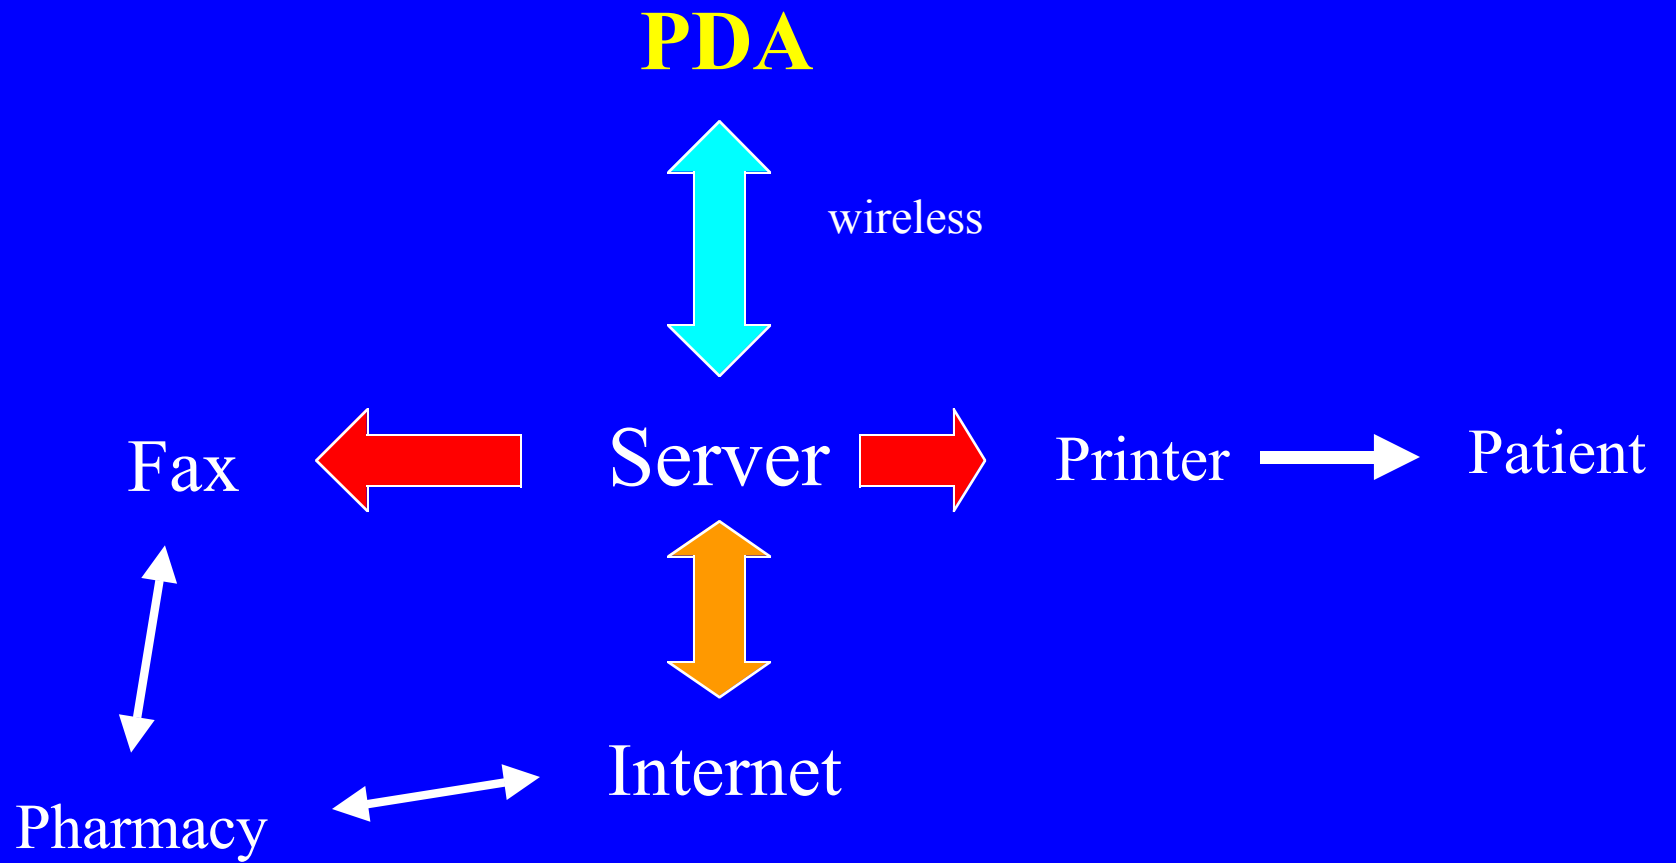 PDA
wireless
Fax
Server
Printer
Patient
Internet
Pharmacy